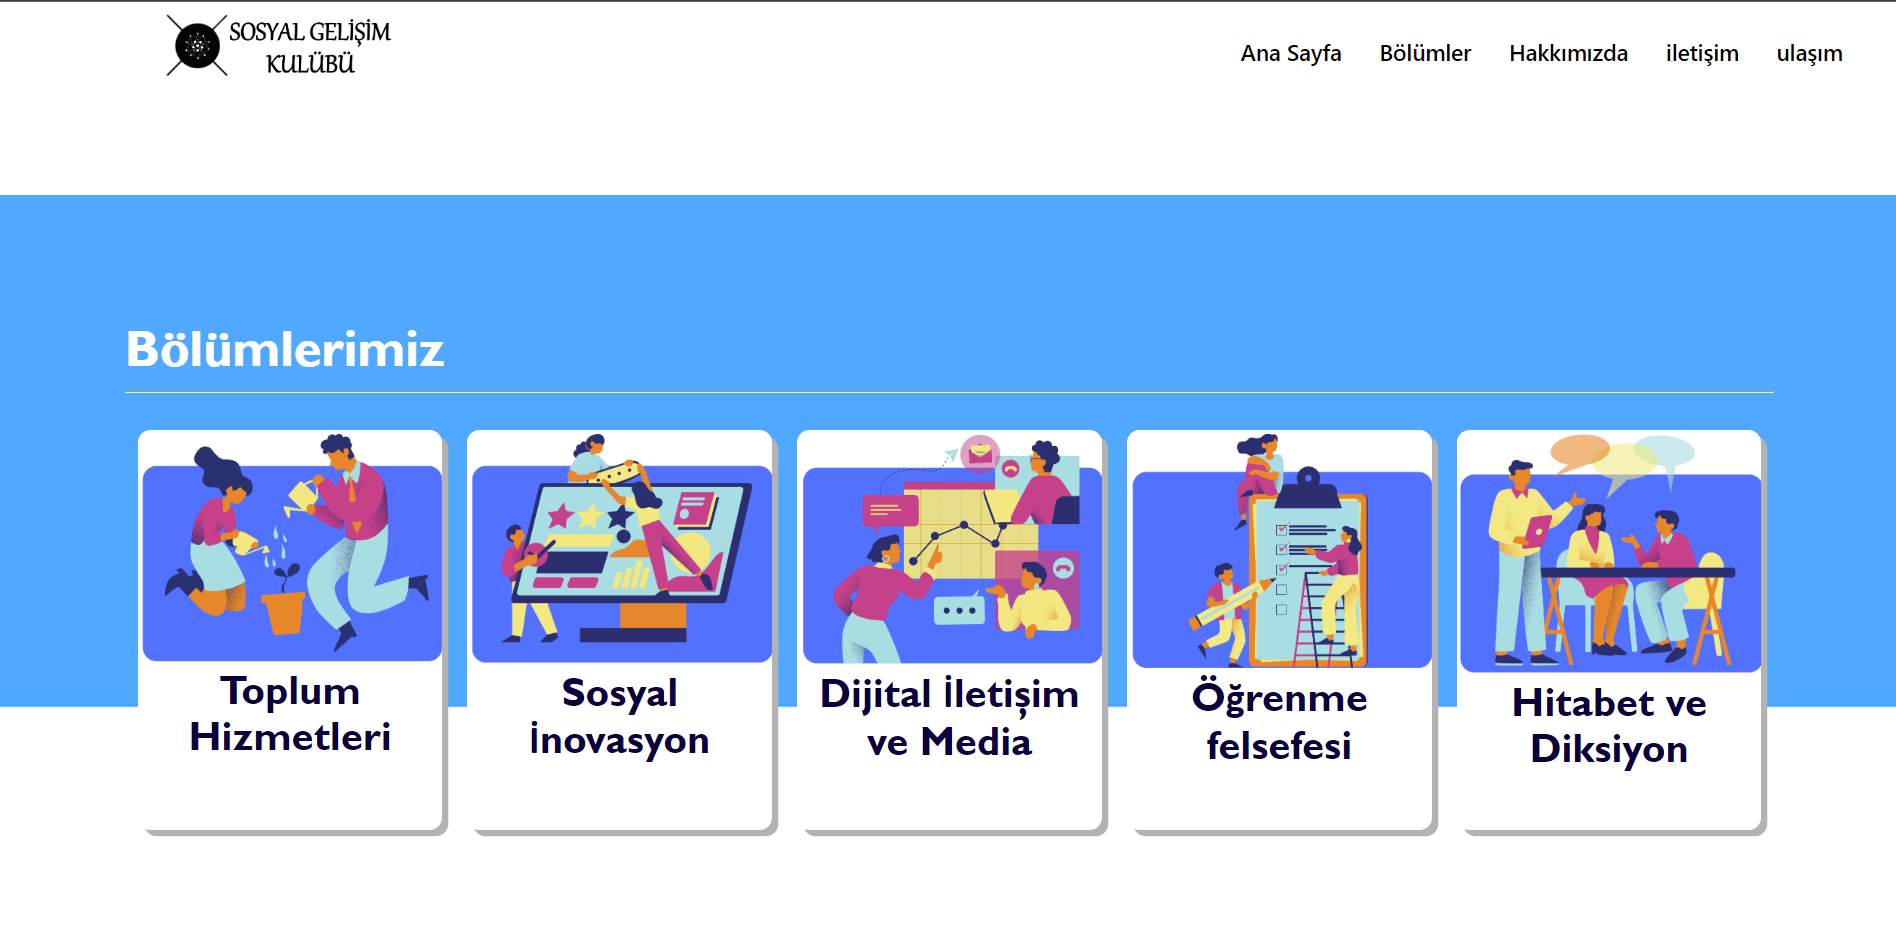 SOSYAL GELİŞİM
KULÜBÜ
Ana Sayfa Bölümler Hakkımızda iletişim ulaşım
Bölümlerimiz
Toplum
Hizmetleri
Sosyal
İnovasyon
Dijital İletişim
ve Media
Öğrenme
felsefesi
Hitabet ve
Diksiyon